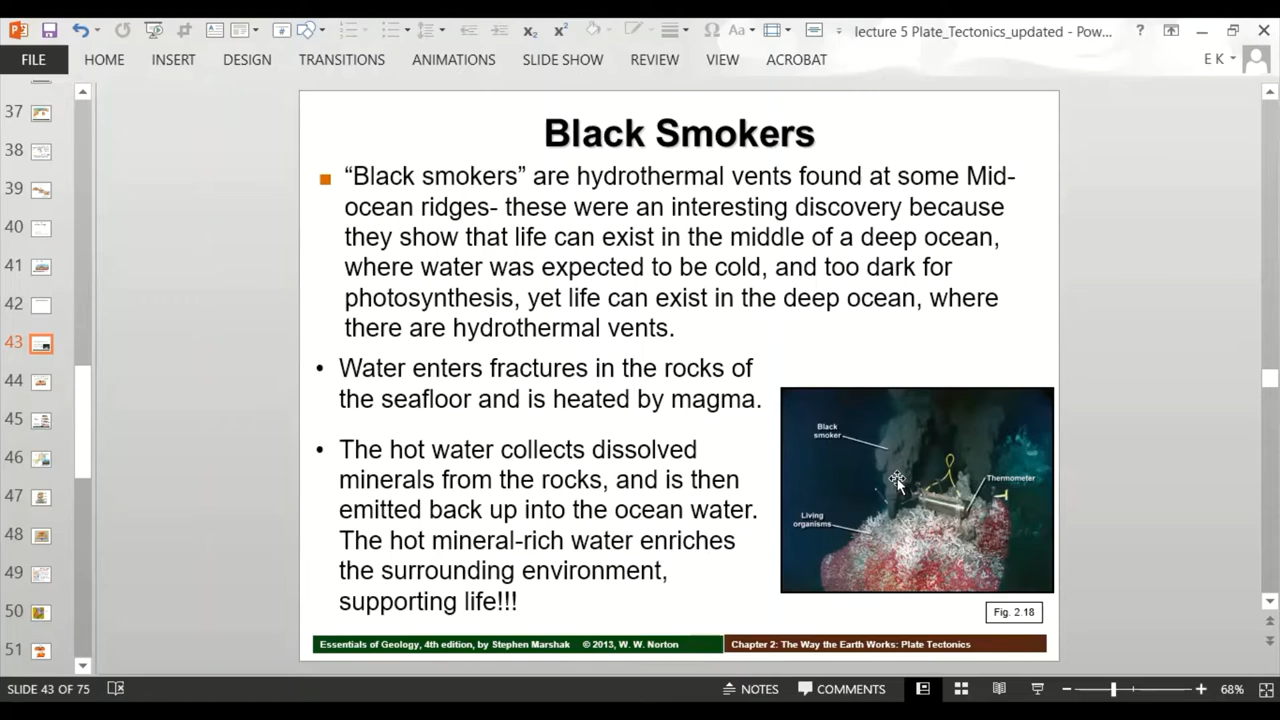 lecture 5 Plate_Tectonics_updated - Pow...
FILE HOME INSERT DESIGN TRANSITIONS ANIMATIONS SLIDE SHOW REVIEW VIEW ACROBAT E K
37
38
39
40
41
42
43
44
45
46
47
48
49
50
51
Black Smokers
“Black smokers” are hydrothermal vents found at some Mid-
ocean ridges- these were an interesting discovery because
they show that life can exist in the middle of a deep ocean,
where water was expected to be cold, and too dark for
photosynthesis, yet life can exist in the deep ocean, where
there are hydrothermal vents.
• Water enters fractures in the rocks of
the seafloor and is heated by magma.
• The hot water collects dissolved
minerals from the rocks, and is then
emitted back up into the ocean water.
The hot mineral-rich water enriches
the surrounding environment,
supporting life!!!
Black
smoker
Thermometer
Living
organisms
Fig. 2.18
Essentials of Geology, 4th edition, by Stephen Marshak © 2013, W. W. Norton
Chapter 2: The Way the Earth Works: Plate Tectonics
SLIDE 43 OF 75 NOTES COMMENTS 68%